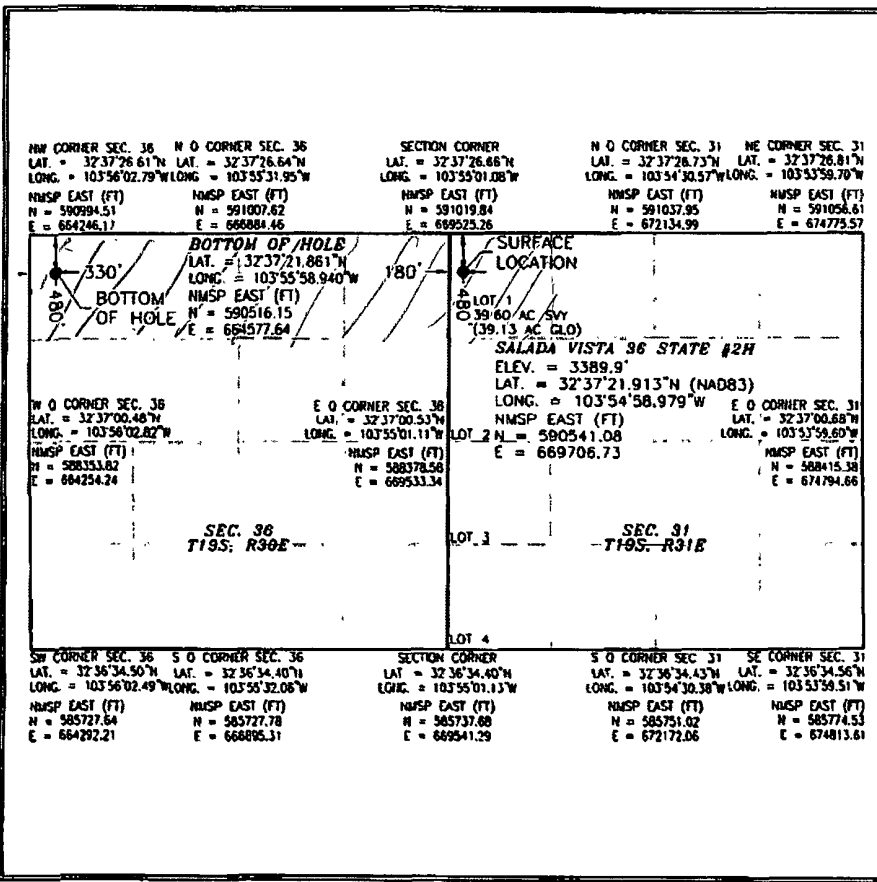 NW CORNER SEC. 36
LAT. = 32°37'26.61"N
LONG. = 103°56'02.79"W
NMSP EAST (FT)
N = 590994.51
E = 664246.17
N Q CORNER SEC. 36
LAT. = 32°37'26.64"N
LONG. = 103°55'31.95"W
NMSP EAST (FT)
N = 591007.62
E = 666884.46
SECTION CORNER
LAT. = 32°37'26.66"N
LONG. = 103°55'01.08"W
NMSP EAST (FT)
N = 591019.84
E = 669525.26
N Q CORNER SEC. 31
LAT. = 32°37'26.73"N
LONG. = 103°54'30.57"W
NMSP EAST (FT)
N = 591037.95
E = 672134.99
NE CORNER SEC. 31
LAT. = 32°37'26.81"N
LONG. = 103°53'59.70"W
NMSP EAST (FT)
N = 591056.61
E = 674775.57
330'
480'
BOTTOM
OF HOLE
BOTTOM OF HOLE
LAT. = 32°37'21.861"N
LONG. = 103°55'58.940"W
NMSP EAST (FT)
N = 590516.15
E = 664577.64
180'
480'
SURFACE
LOCATION
LOT 1
39.60 AC SVY
(39.13 AC GLO)
SALADA VISTA 36 STATE #2H
ELEV. = 3389.9'
LAT. = 32°37'21.913"N (NAD83)
LONG. = 103°54'58.979"W
NMSP EAST (FT)
N = 590541.08
E = 669706.73
W Q CORNER SEC. 36
LAT. = 32°37'00.48"N
LONG. = 103°56'02.82"W
NMSP EAST (FT)
N = 588353.82
E = 664254.24
E Q CORNER SEC. 36
LAT. = 32°37'00.53"N
LONG. = 103°55'01.11"W
NMSP EAST (FT)
N = 588378.56
E = 669533.34
LOT 2
E Q CORNER SEC. 31
LAT. = 32°37'00.68"N
LONG. = 103°53'59.60"W
NMSP EAST (FT)
N = 588415.38
E = 674794.66
SEC. 36
T19S, R30E
LOT 3
SEC. 31
T19S, R31E
LOT 4
SW CORNER SEC. 36
LAT. = 32°36'34.50"N
LONG. = 103°56'02.49"W
NMSP EAST (FT)
N = 585727.64
E = 664292.21
S Q CORNER SEC. 36
LAT. = 32°36'34.40"N
LONG. = 103°55'32.06"W
NMSP EAST (FT)
N = 585727.78
E = 666895.31
SECTION CORNER
LAT = 32°36'34.40"N
LONG. = 103°55'01.13"W
NMSP EAST (FT)
N = 585737.68
E = 669541.29
S Q CORNER SEC 31
LAT. = 32°36'34.43"N
LONG. = 103°54'30.38"W
NMSP EAST (FT)
N = 585751.02
E = 672172.06
SE CORNER SEC. 31
LAT. = 32°36'34.56"N
LONG. = 103°53'59.51"W
NMSP EAST (FT)
N = 585774.53
E = 674813.61